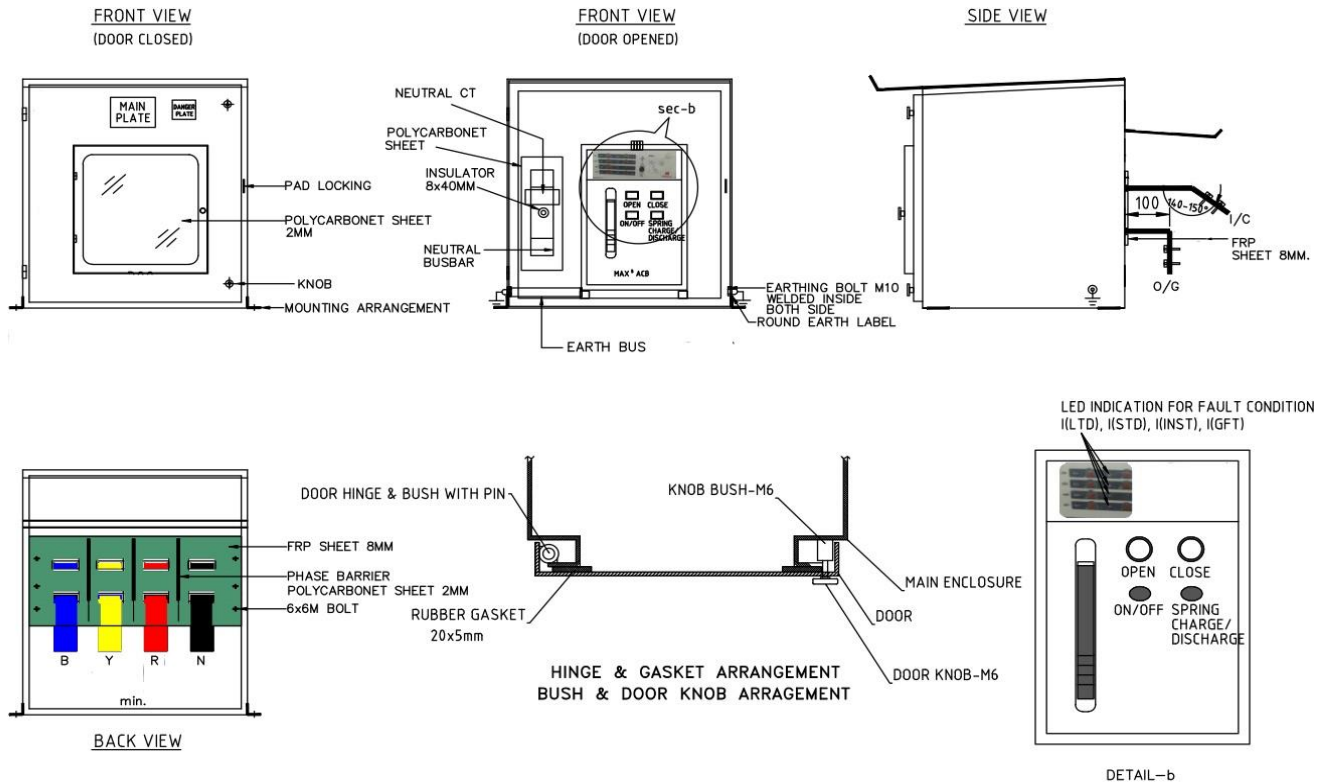 FRONT VIEW
(DOOR CLOSED)
MAIN
PLATE
DANGER
PLATE
PAD LOCKING
POLYCARBONET SHEET
2MM
KNOB
MOUNTING ARRANGEMENT
FRONT VIEW
(DOOR OPENED)
NEUTRAL CT
POLYCARBONET
SHEET
INSULATOR
8x40MM
NEUTRAL
BUSBAR
sec-b
OPEN
CLOSE
ON/OFF
SPRING
CHARGE/
DISCHARGE
MAX⁺ ACB
EARTHING BOLT M10
WELDED INSIDE
BOTH SIDE
ROUND EARTH LABEL
EARTH BUS
SIDE VIEW
100
140-150°
I/C
FRP
SHEET 8MM.
O/G
FRP SHEET 8MM
PHASE BARRIER
POLYCARBONET SHEET 2MM
6x6M BOLT
B
Y
R
N
min.
BACK VIEW
DOOR HINGE & BUSH WITH PIN
KNOB BUSH-M6
MAIN ENCLOSURE
RUBBER GASKET
20x5mm
DOOR
DOOR KNOB-M6
HINGE & GASKET ARRANGEMENT
BUSH & DOOR KNOB ARRAGEMENT
LED INDICATION FOR FAULT CONDITION
I(LTD), I(STD), I(INST), I(GFT)
OPEN
CLOSE
ON/OFF
SPRING
CHARGE/
DISCHARGE
DETAIL-b